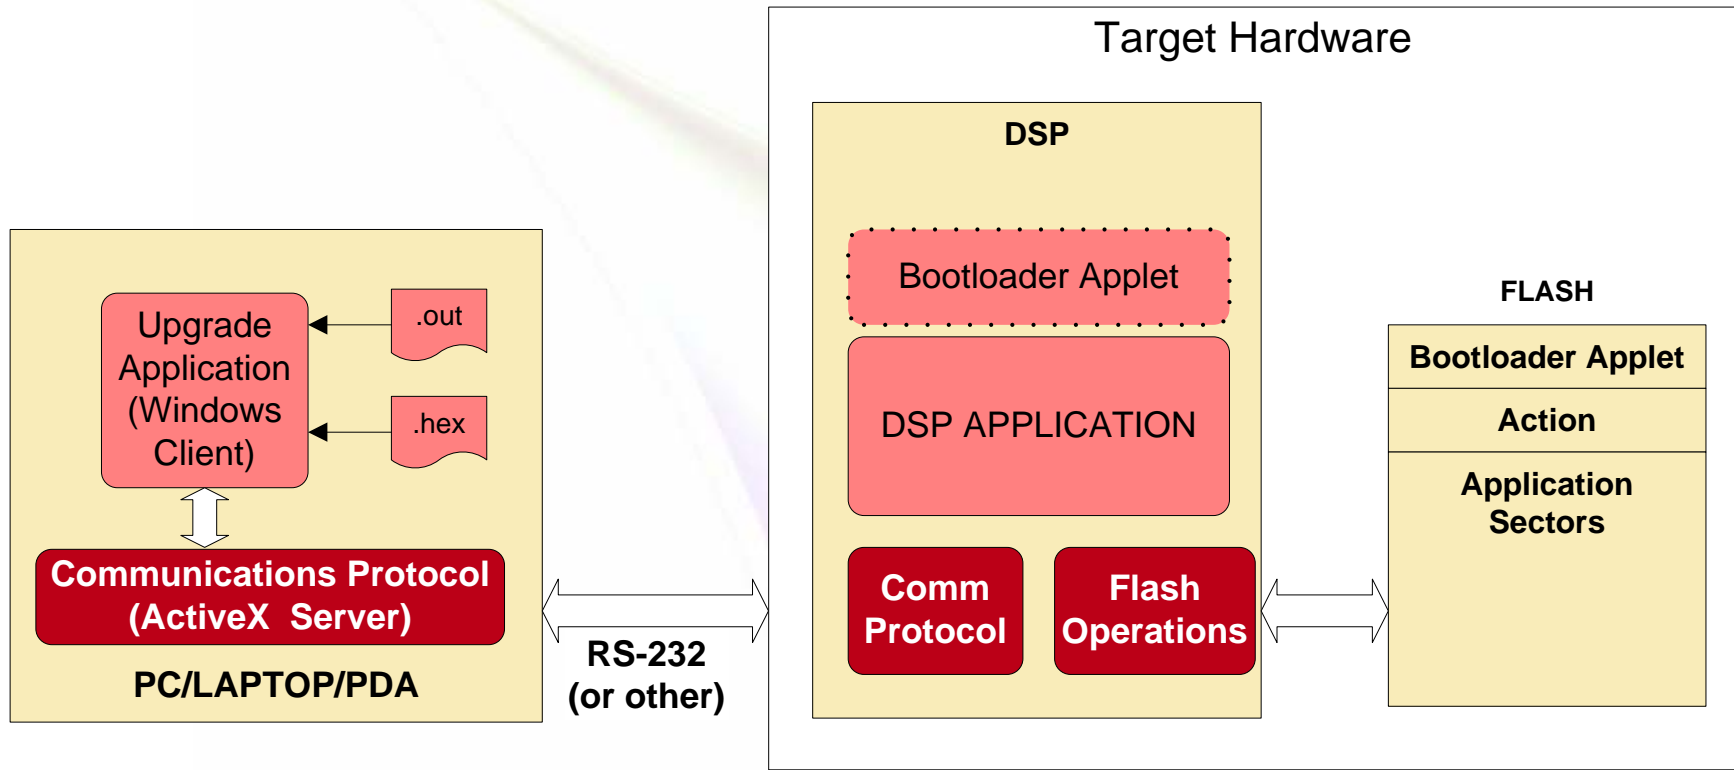 Target Hardware
DSP
Bootloader Applet
DSP APPLICATION
Comm
Protocol
Flash
Operations
FLASH
Bootloader Applet
Action
Application
Sectors
Upgrade
Application
(Windows
Client)
.out
.hex
Communications Protocol
(ActiveX Server)
PC/LAPTOP/PDA
RS-232
(or other)